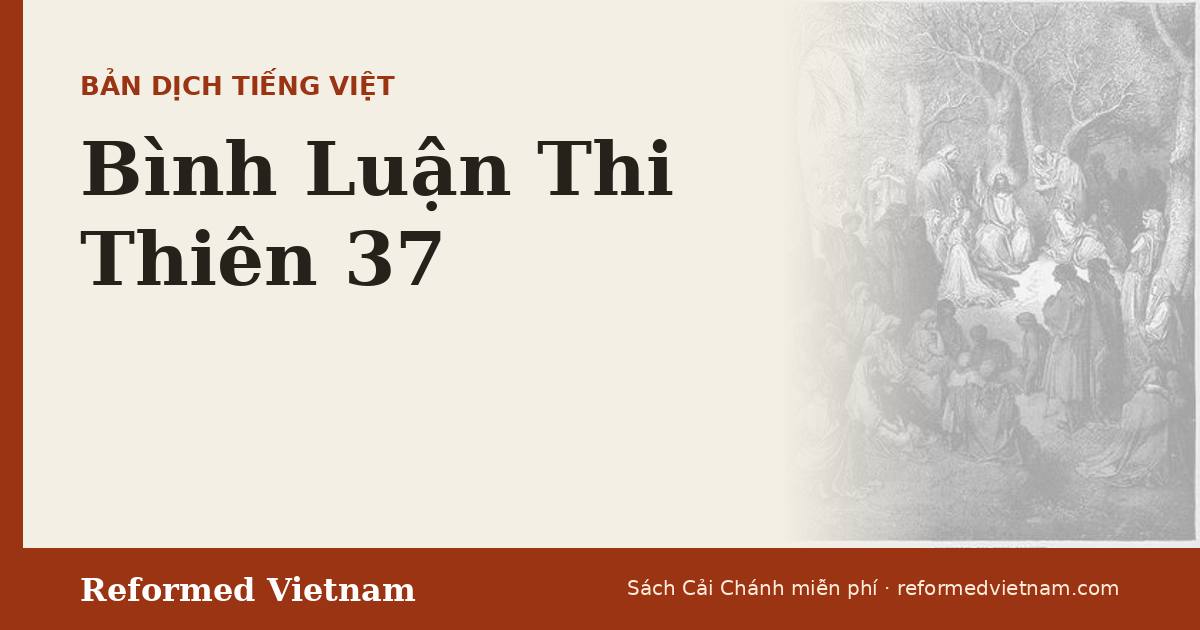 BẢN DỊCH TIẾNG VIỆT
Bình Luận Thi
Thiên 37
Reformed Vietnam
Sách Cải Chánh miễn phí · reformedvietnam.com